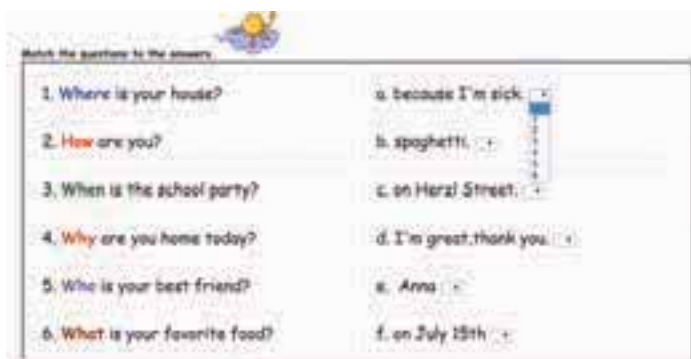 Match the questions to the answers
1. Where is your house?
a. because I'm sick.
2. How are you?
b. spaghetti.
3. When is the school party?
c. on Herzl Street.
4. Why are you home today?
d. I'm great,thank you.
5. Who is your best friend?
e. Anna
6. What is your favorite food?
f. on July 15th